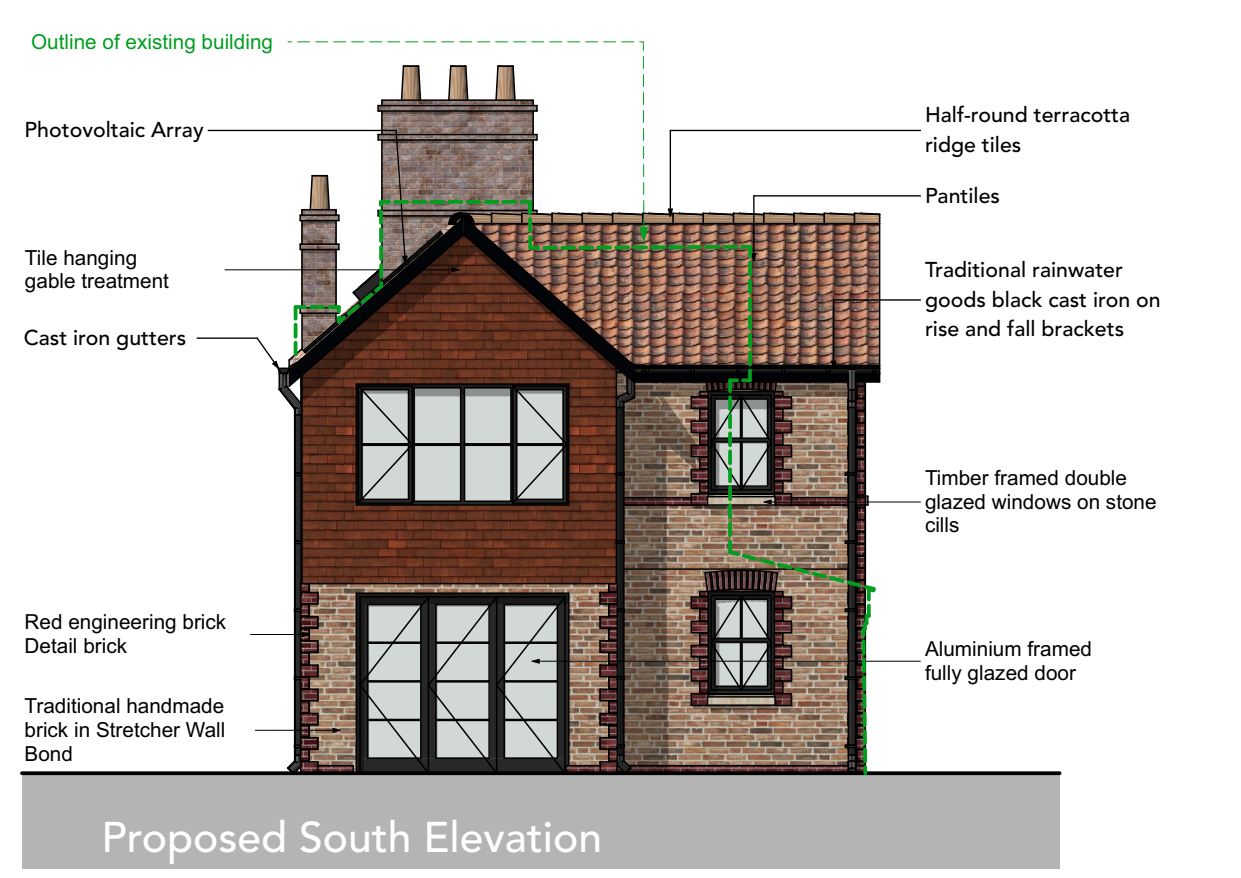 Outline of existing building
Photovoltaic Array
Tile hanging
gable treatment
Cast iron gutters
Red engineering brick
Detail brick
Traditional handmade
brick in Stretcher Wall
Bond
Half-round terracotta
ridge tiles
Pantiles
Traditional rainwater
goods black cast iron on
rise and fall brackets
Timber framed double
glazed windows on stone
cills
Aluminium framed
fully glazed door
Proposed South Elevation